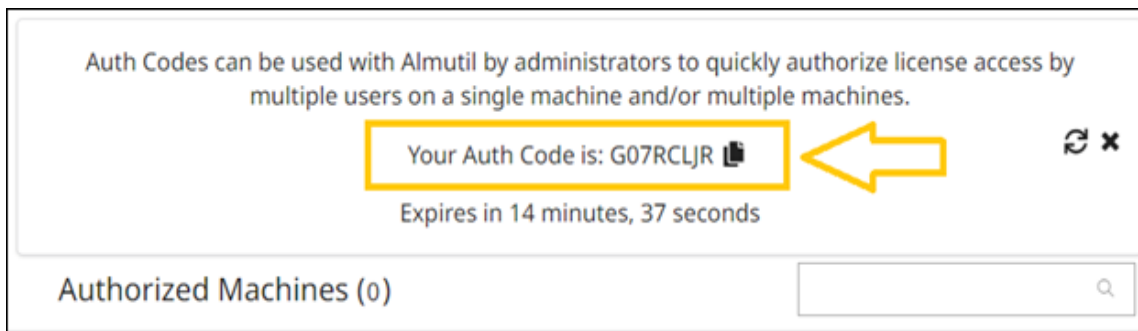 Auth Codes can be used with Almutil by administrators to quickly authorize license access by
multiple users on a single machine and/or multiple machines.
Your Auth Code is: G07RCLJR
Expires in 14 minutes, 37 seconds
Authorized Machines (0)